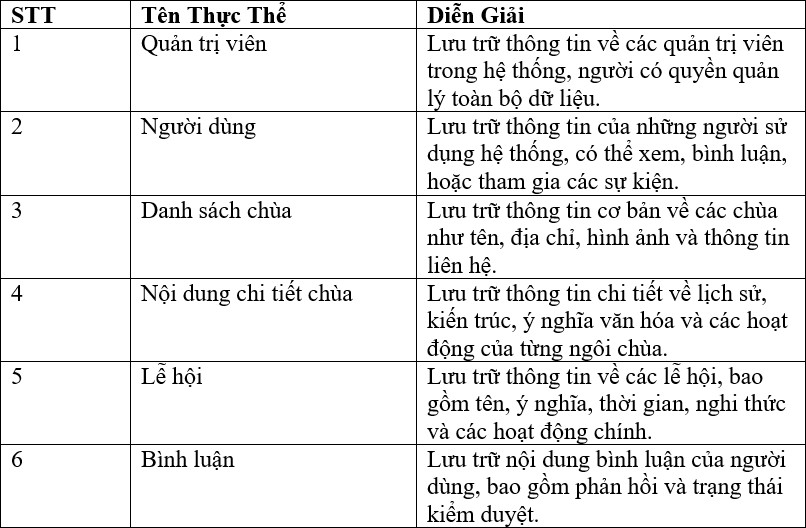 STT Tên Thực Thể Diễn Giải
1 Quản trị viên Lưu trữ thông tin về các quản trị viên
trong hệ thống, người có quyền quản
lý toàn bộ dữ liệu.
2 Người dùng Lưu trữ thông tin của những người sử
dụng hệ thống, có thể xem, bình luận,
hoặc tham gia các sự kiện.
3 Danh sách chùa Lưu trữ thông tin cơ bản về các chùa
như tên, địa chỉ, hình ảnh và thông tin
liên hệ.
4 Nội dung chi tiết chùa Lưu trữ thông tin chi tiết về lịch sử,
kiến trúc, ý nghĩa văn hóa và các hoạt
động của từng ngôi chùa.
5 Lễ hội Lưu trữ thông tin về các lễ hội, bao
gồm tên, ý nghĩa, thời gian, nghi thức
và các hoạt động chính.
6 Bình luận Lưu trữ nội dung bình luận của người
dùng, bao gồm phản hồi và trạng thái
kiểm duyệt.